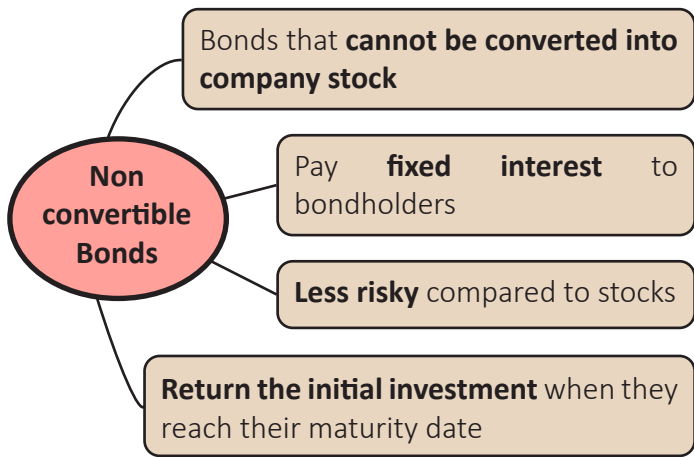 Bonds that cannot be converted into
company stock
Non
convertible
Bonds
Pay fixed interest to
bondholders
Less risky compared to stocks
Return the initial investment when they
reach their maturity date